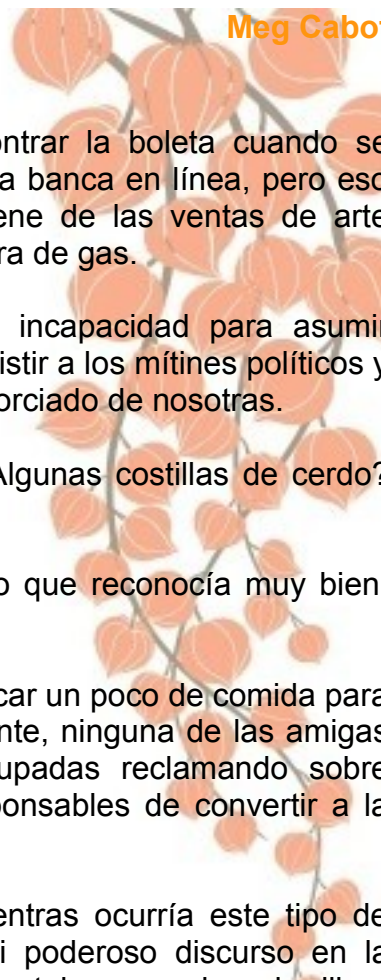 Meg Cabot
ntrar la boleta cuando se
a banca en línea, pero eso
ene de las ventas de arte
ra de gas.
incapacidad para asumir
istir a los mítines políticos y
orciado de nosotras.
Algunas costillas de cerdo?
o que reconocía muy bien.
car un poco de comida para
nte, ninguna de las amigas
upadas reclamando sobre
ponsables de convertir a la
entras ocurría este tipo de
i poderoso discurso en la